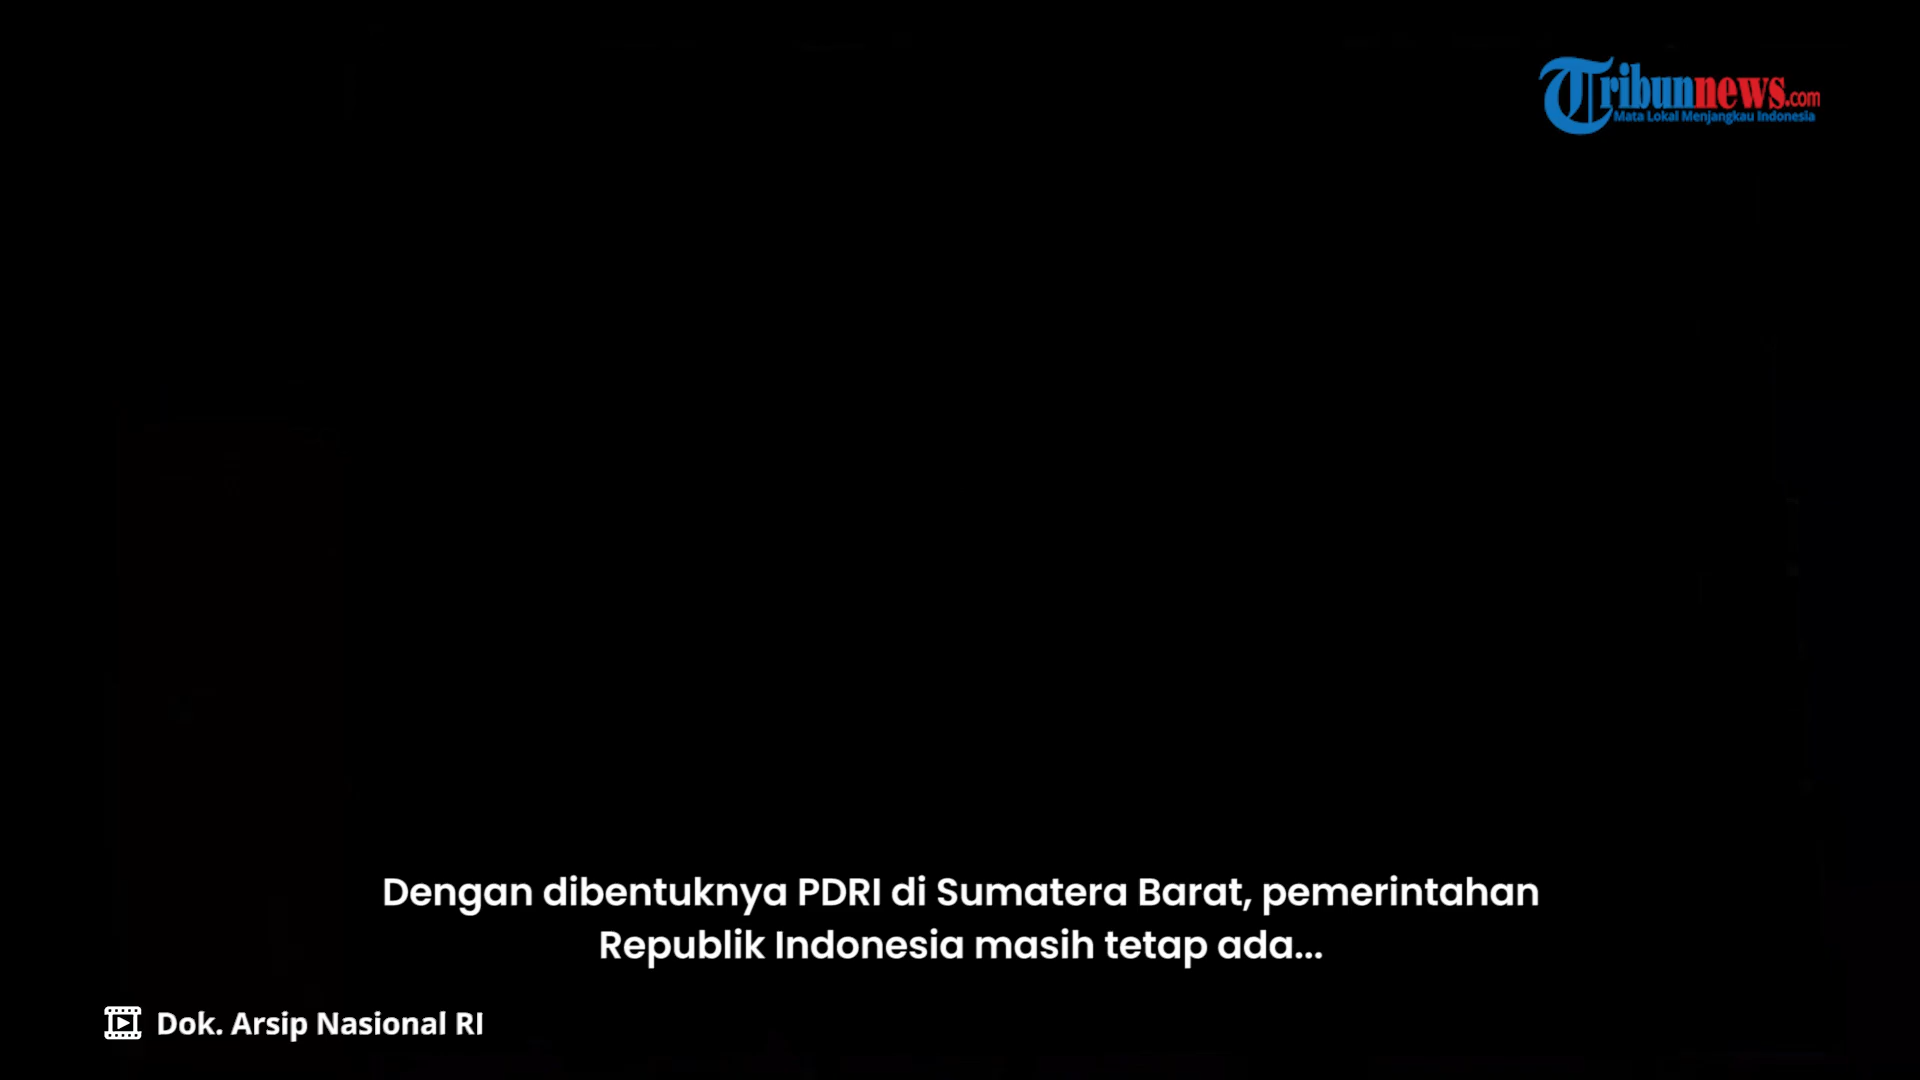 Tribunnews.com
Mata Lokal Menjangkau Indonesia
Dengan dibentuknya PDRI di Sumatera Barat, pemerintahan
Republik Indonesia masih tetap ada...
Dok. Arsip Nasional RI